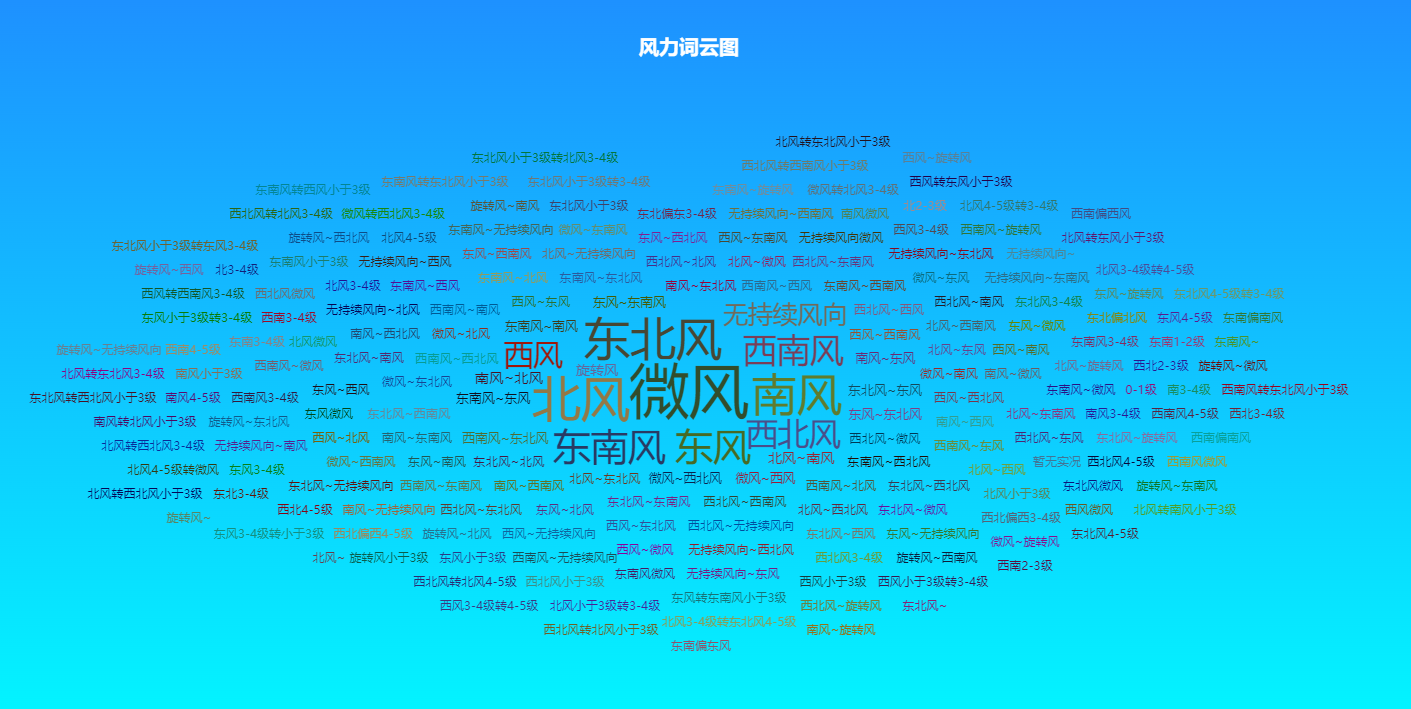 风力词云图
北风转东北风小于3级
东北风小于3级转北风3-4级
西风~旋转风
西北风转西南风小于3级
东南风转东北风小于3级
东北风小于3级转3-4级
西风转东风小于3级
东南风转西风小于3级
微风转北风3-4级
旋转风~南风
东北风小于3级
北2-3级
北风4-5级转3-4级
西北风转北风3-4级
微风转西北风3-4级
东北偏东3-4级
无持续风向~西南风
南风微风
西南偏西风
东南风~无持续风向
微风~东南风
西风3-4级
西南风~旋转风
旋转风~西北风
北风4-5级
东风~西北风
西风~东南风
无持续风向微风
北风转东风小于3级
东北风小于3级转东风3-4级
东风~西南风
北风~无持续风向
无持续风向~东北风
无持续风向~
东南风小于3级
无持续风向~西风
西北风~北风
北风~微风
西北风~东南风
旋转风~西风
北3-4级
北风3-4级转4-5级
东南风~北风
东南风~东北风
微风~东风
无持续风向~东南风
北风3-4级
东南风~西风
南风~东北风
西南风~西风
东南风~西南风
西风转西南风3-4级
西北风微风
东风~旋转风
东北风4-5级转3-4级
西风~东风
东风~东南风
西北风~南风
东北风3-4级
无持续风向~北风
西南风~南风
无持续风向
西北风~西风
东风小于3级转3-4级
西南3-4级
东北偏北风
东风4-5级
东南偏南风
东南风~南风
东北风
北风~西南风
东风~微风
南风~西北风
微风~北风
西风~西南风
东南3-4级
北风微风
东南风3-4级
东南1-2级
东南风~
旋转风~无持续风向
西南4-5级
西风
西南风
北风~东风
西风~南风
东北风~南风
西南风~西北风
南风~东风
西南风~微风
北风~旋转风
西北2-3级
旋转风~微风
旋转风
北风转东北风3-4级
南风小于3级
南风~北风
微风~南风
南风~微风
微风~东北风
北风
微风
南风
东北风~东风
东风~西风
东南风~微风
0-1级
南3-4级
西南风转东北风小于3级
东北风转西北风小于3级
南风4-5级
西南风3-4级
东南风~东风
西风~西北风
东风微风
东北风~西南风
东风~东北风
北风~东南风
南风3-4级
西南风4-5级
西北3-4级
南风转北风小于3级
旋转风~东北风
南风~西风
东南风
东风
西北风
西风~北风
南风~东南风
西南风~东北风
西北风~微风
西北风~东风
东北风~旋转风
西南偏南风
北风转西北风3-4级
无持续风向~南风
西南风~东风
微风~西南风
东风~南风
东北风~北风
北风~南风
东南风~西北风
暂无实况
西北风4-5级
西南风微风
北风4-5级转微风
东风3-4级
北风~西风
北风~东北风
微风~西北风
微风~西风
东北风~无持续风向
西南风~东南风
南风~西南风
西南风~北风
东北风~西北风
东北风微风
旋转风~东南风
北风转西北风小于3级
东北3-4级
北风小于3级
东北风~东南风
西北风~西南风
西北4-5级
南风~无持续风向
西北风~东北风
东风~北风
北风~西北风
东北风~微风
西风微风
北风转南风小于3级
旋转风~
西北偏西3-4级
西风~东北风
西北风~无持续风向
东风3-4级转小于3级
西北偏西4-5级
旋转风~北风
西风~无持续风向
东北风~西风
东风~无持续风向
东北风4-5级
微风~旋转风
西风~微风
无持续风向~西北风
北风~
旋转风小于3级
东风小于3级
西南风~无持续风向
西北风3-4级
旋转风~西南风
西南2-3级
东南风微风
无持续风向~东风
西北风转北风4-5级
西北风小于3级
西风小于3级
西风小于3级转3-4级
东风转东南风小于3级
西风3-4级转4-5级
北风小于3级转3-4级
西北风~旋转风
东北风~
北风3-4级转东北风4-5级
西北风转北风小于3级
南风~旋转风
东南偏东风